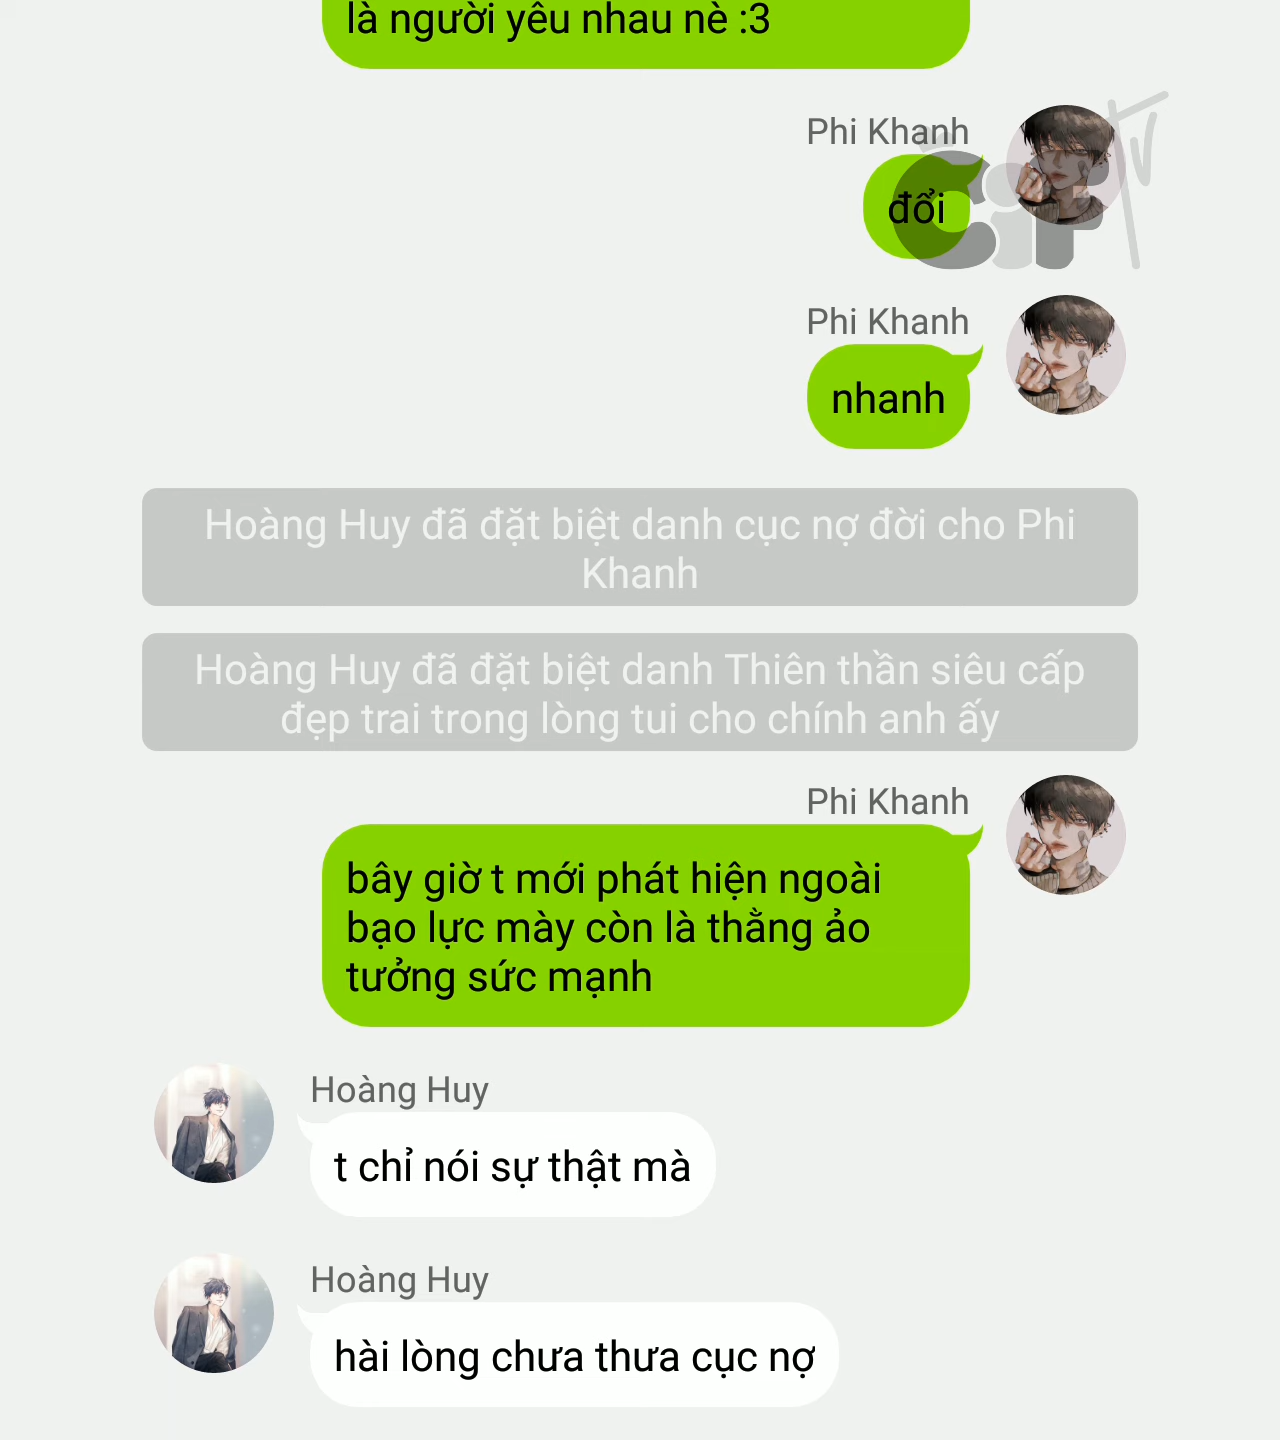 là người yêu nhau nè :3
Phi Khanh
đổi
Phi Khanh
nhanh
Hoàng Huy đã đặt biệt danh cục nợ đời cho Phi
Khanh
Hoàng Huy đã đặt biệt danh Thiên thần siêu cấp
đẹp trai trong lòng tui cho chính anh ấy
Phi Khanh
bây giờ t mới phát hiện ngoài
bạo lực mày còn là thằng ảo
tưởng sức mạnh
Hoàng Huy
t chỉ nói sự thật mà
Hoàng Huy
hài lòng chưa thưa cục nợ